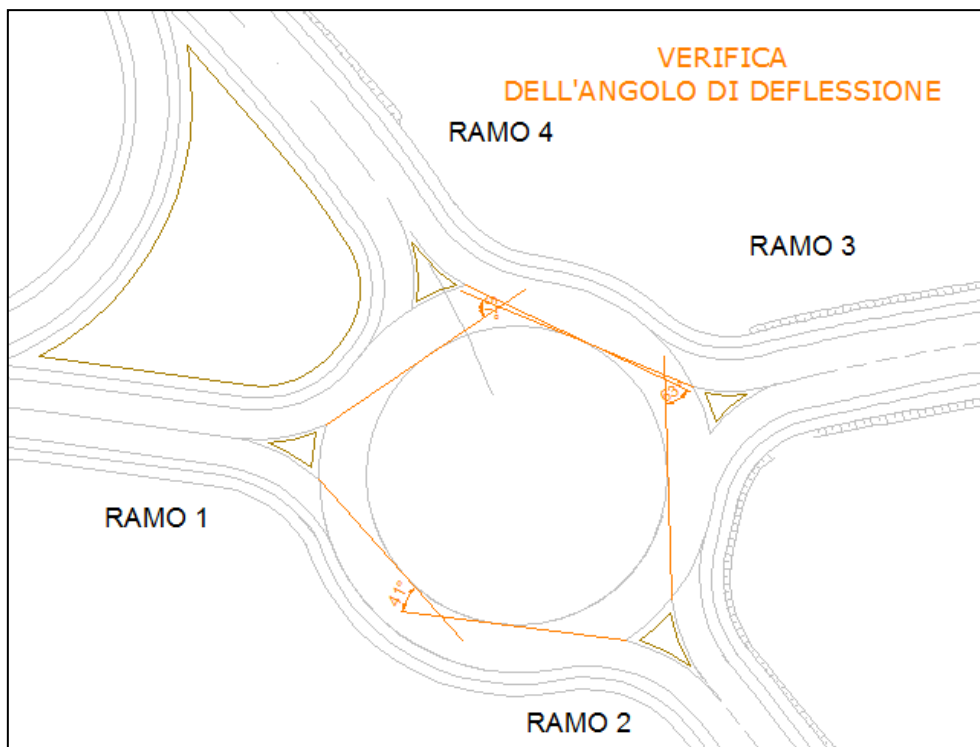 VERIFICA
DELL'ANGOLO DI DEFLESSIONE
RAMO 4
RAMO 3
RAMO 1
41°
RAMO 2